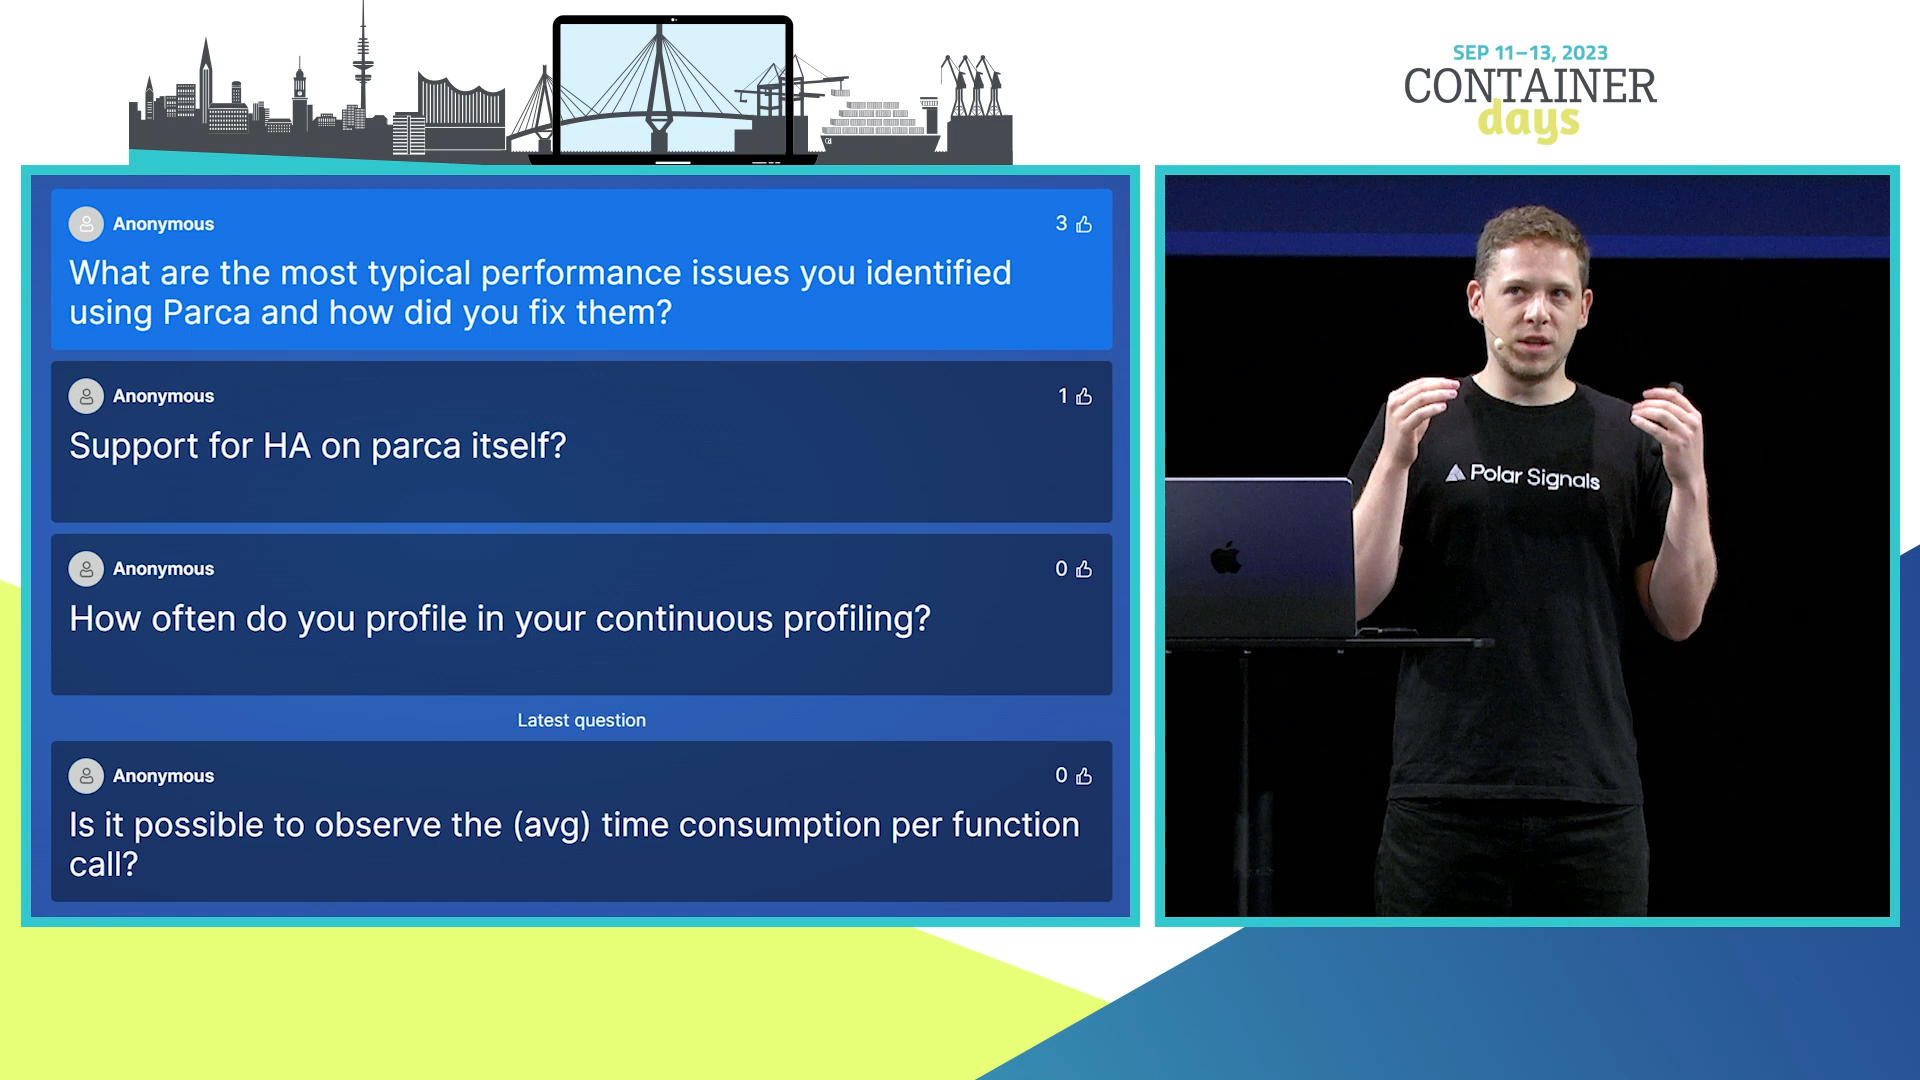 SEP 11–13, 2023
CONTAINER
days
Anonymous
3
What are the most typical performance issues you identified
using Parca and how did you fix them?
Anonymous
1
Support for HA on parca itself?
Anonymous
0
How often do you profile in your continuous profiling?
Latest question
Anonymous
0
Is it possible to observe the (avg) time consumption per function
call?
Polar Signals